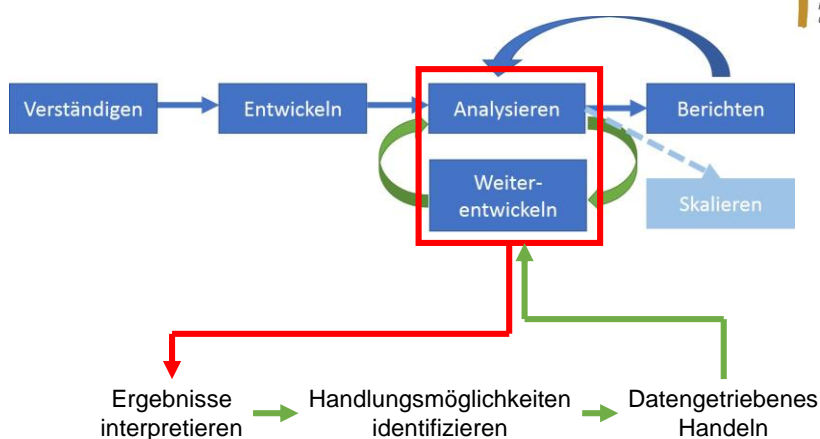 Verständigen
Entwickeln
Analysieren
Berichten
Weiter-
entwickeln
Skalieren
Ergebnisse
interpretieren
Handlungsmöglichkeiten
identifizieren
Datengetriebenes
Handeln